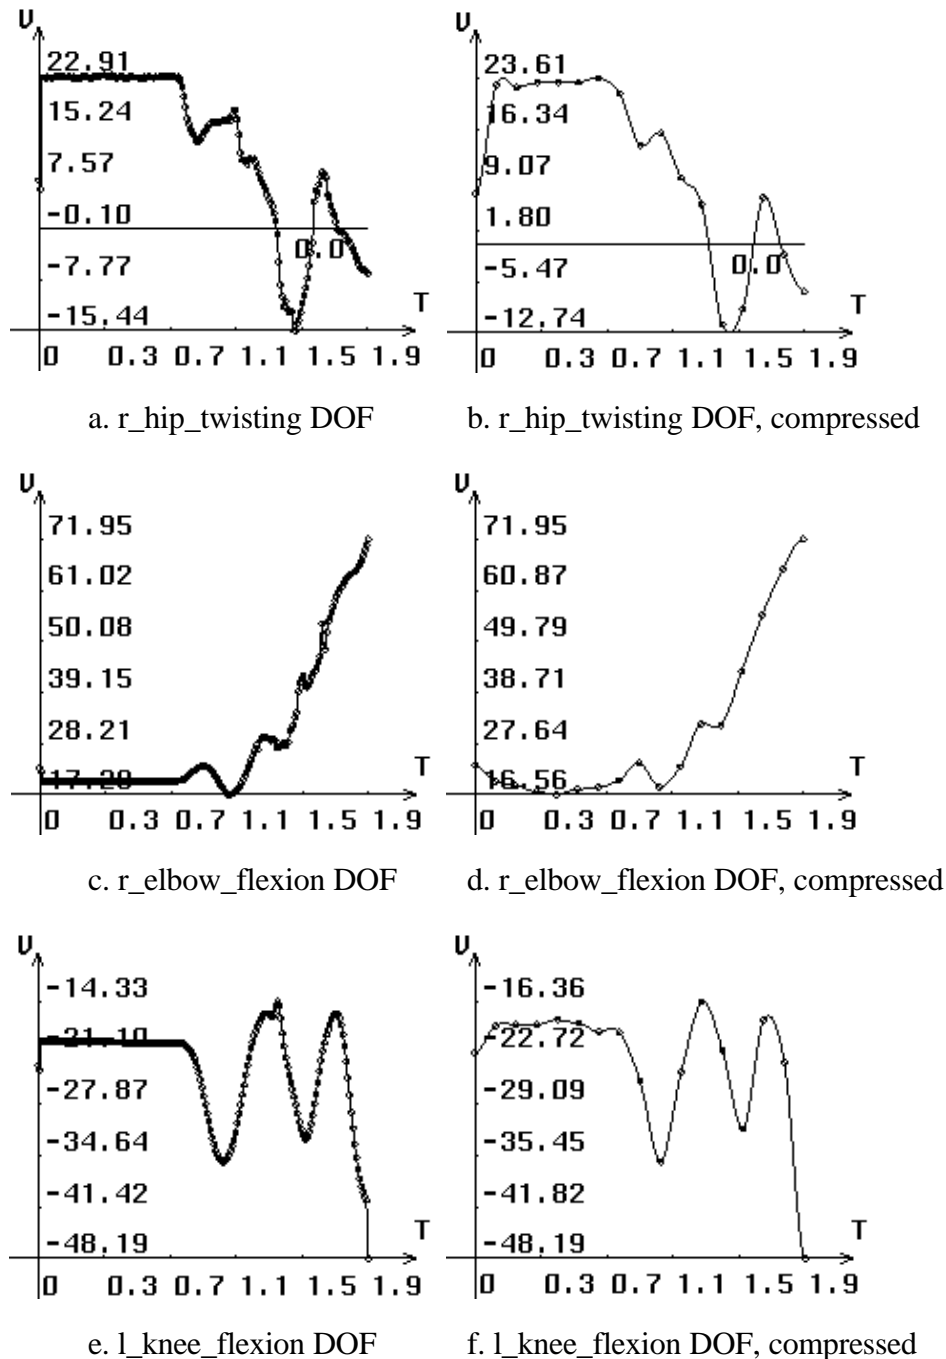 V
22.91
15.24
7.57
-0.10
0.0
-7.77
T
-15.44
0 0.3 0.7 1.1 1.5 1.9
a. r_hip_twisting DOF
V
23.61
16.34
9.07
1.80
0.0
-5.47
T
-12.74
0 0.3 0.7 1.1 1.5 1.9
b. r_hip_twisting DOF, compressed
V
71.95
61.02
50.08
39.15
28.21
T
17.28
0 0.3 0.7 1.1 1.5 1.9
c. r_elbow_flexion DOF
V
71.95
60.87
49.79
38.71
27.64
T
16.56
0 0.3 0.7 1.1 1.5 1.9
d. r_elbow_flexion DOF, compressed
V
-14.33
-21.10
-27.87
-34.64
-41.42
T
-48.19
0 0.3 0.7 1.1 1.5 1.9
e. l_knee_flexion DOF
V
-16.36
-22.72
-29.09
-35.45
-41.82
T
-48.19
0 0.3 0.7 1.1 1.5 1.9
f. l_knee_flexion DOF, compressed